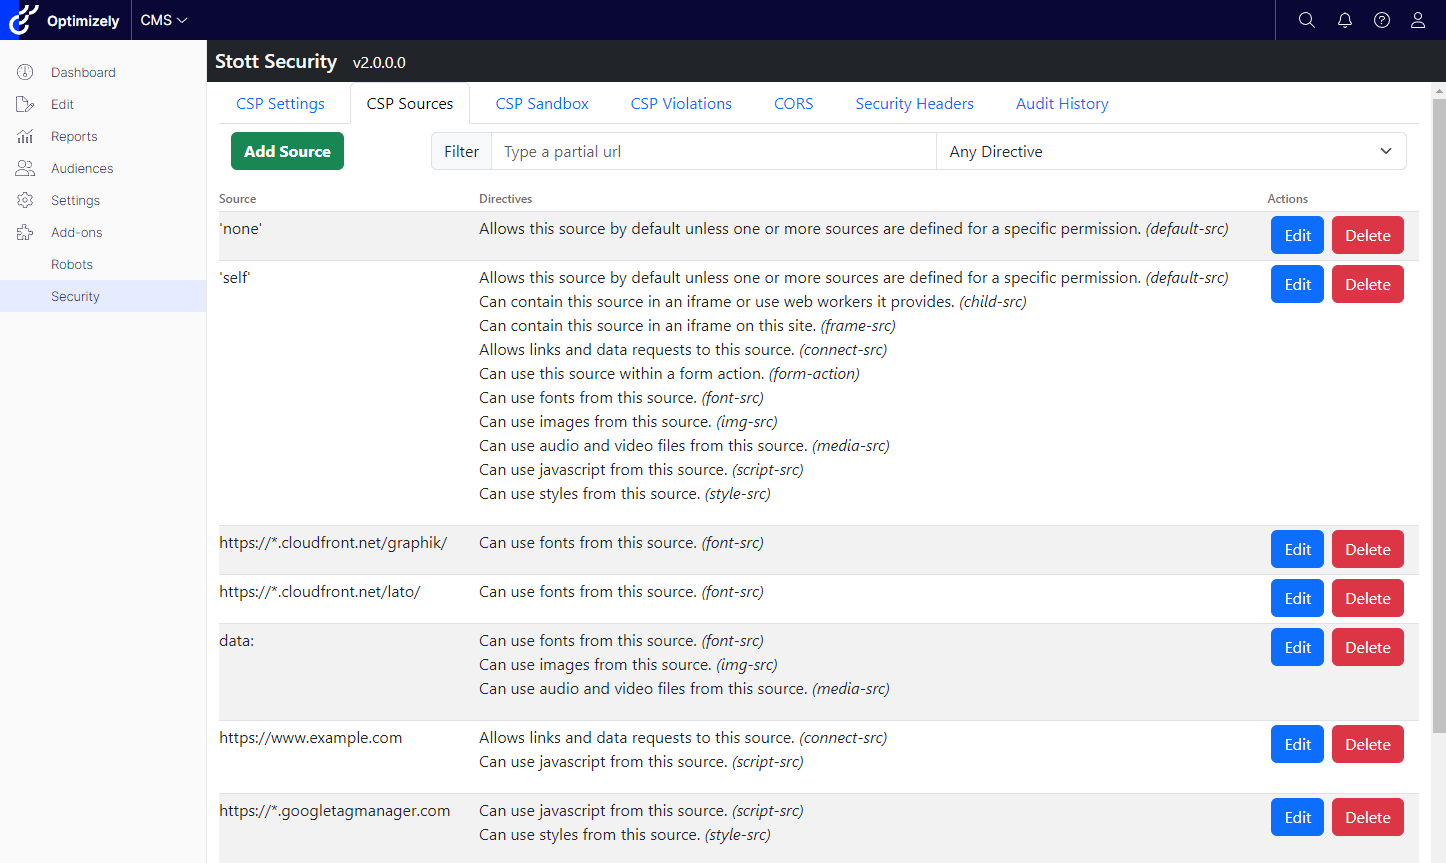 Optimizely CMS
Dashboard
Edit
Reports
Audiences
Settings
Add-ons
Robots
Security
Stott Security v2.0.0.0
CSP Settings CSP Sources CSP Sandbox CSP Violations CORS Security Headers Audit History
Add Source Filter Type a partial url Any Directive
Source Directives Actions
'none' Allows this source by default unless one or more sources are defined for a specific permission. (default-src) Edit Delete
'self' Allows this source by default unless one or more sources are defined for a specific permission. (default-src) Edit Delete
Can contain this source in an iframe or use web workers it provides. (child-src)
Can contain this source in an iframe on this site. (frame-src)
Allows links and data requests to this source. (connect-src)
Can use this source within a form action. (form-action)
Can use fonts from this source. (font-src)
Can use images from this source. (img-src)
Can use audio and video files from this source. (media-src)
Can use javascript from this source. (script-src)
Can use styles from this source. (style-src)
https://*.cloudfront.net/graphik/ Can use fonts from this source. (font-src) Edit Delete
https://*.cloudfront.net/lato/ Can use fonts from this source. (font-src) Edit Delete
data: Can use fonts from this source. (font-src) Edit Delete
Can use images from this source. (img-src)
Can use audio and video files from this source. (media-src)
https://www.example.com Allows links and data requests to this source. (connect-src) Edit Delete
Can use javascript from this source. (script-src)
https://*.googletagmanager.com Can use javascript from this source. (script-src) Edit Delete
Can use styles from this source. (style-src)